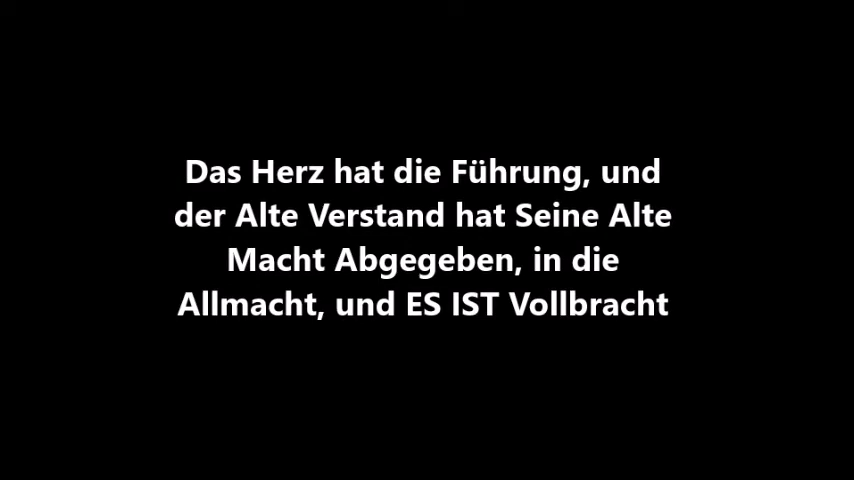 Das Herz hat die Führung, und
der Alte Verstand hat Seine Alte
Macht Abgegeben, in die
Allmacht, und ES IST Vollbracht